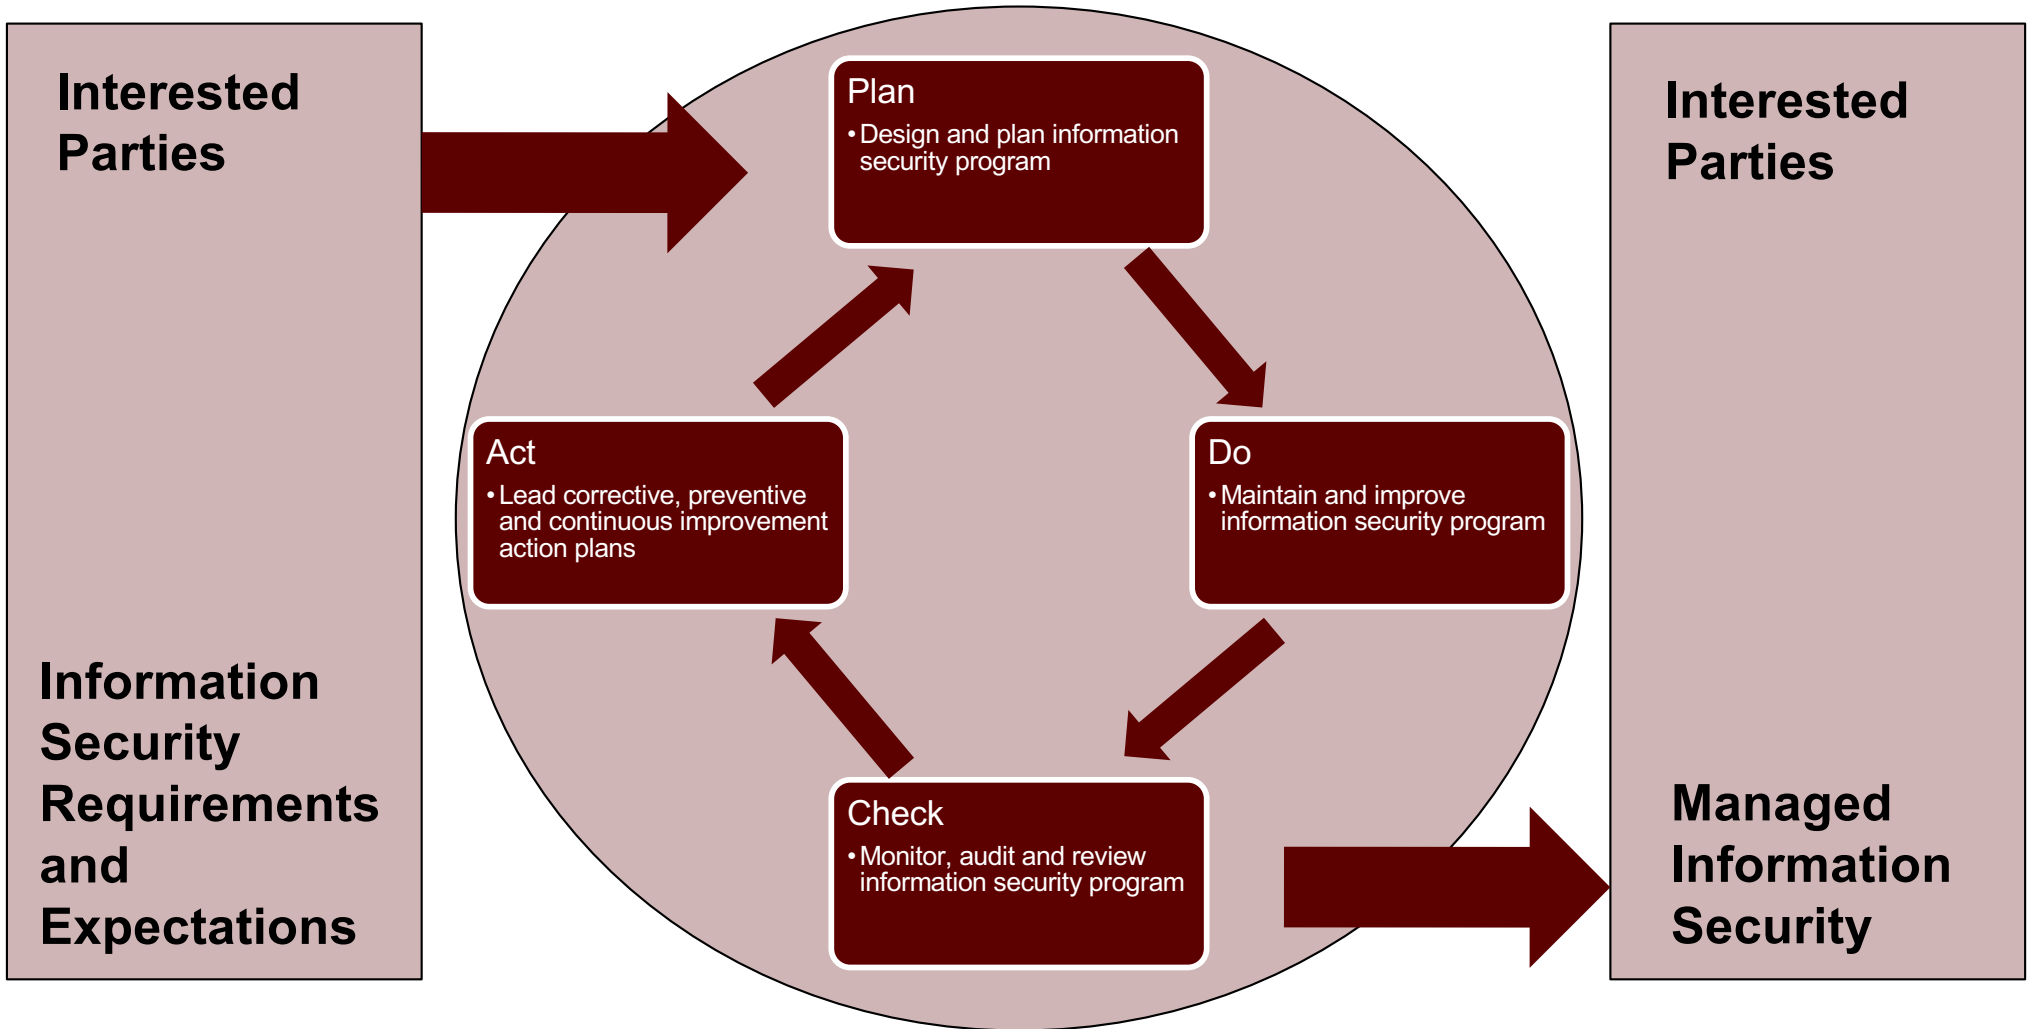 Interested
Parties
Information
Security
Requirements
and
Expectations
Plan
• Design and plan information
security program
Do
• Maintain and improve
information security program
Check
• Monitor, audit and review
information security program
Act
• Lead corrective, preventive
and continuous improvement
action plans
Interested
Parties
Managed
Information
Security